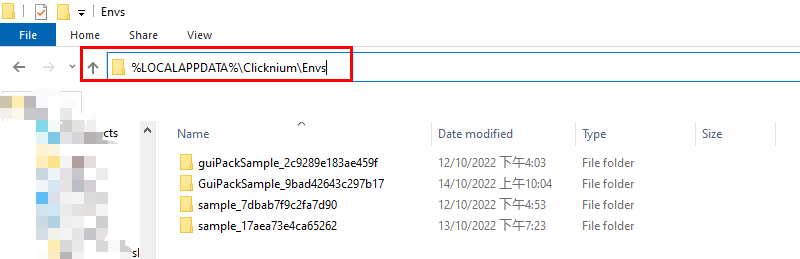 Envs
File
Home
Share
View
%LOCALAPPDATA%\Clicknium\Envs
cts
Name
Date modified
Type
Size
guiPackSample_2c9289e183ae459f 12/10/2022 下午4:03 File folder
GuiPackSample_9bad42643c297b17 14/10/2022 上午10:04 File folder
sample_7dbab7f9c2fa7d90 12/10/2022 下午4:53 File folder
sample_17aea73e4ca65262 13/10/2022 下午7:23 File folder